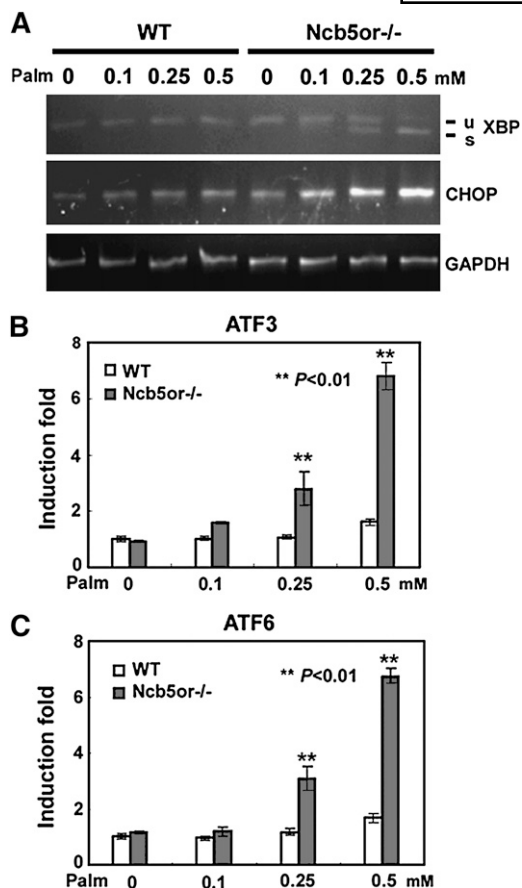 A
WT Ncb5or-/-
Palm 0 0.1 0.25 0.5 0 0.1 0.25 0.5 mM
u XBP
s
CHOP
GAPDH
B
ATF3
8
WT
Ncb5or-/-
** P<0.01
**
**
6
4
2
0
Induction fold
Palm 0 0.1 0.25 0.5 mM
C
ATF6
8
WT
Ncb5or-/-
** P<0.01
**
**
6
4
2
0
Induction fold
Palm 0 0.1 0.25 0.5 mM